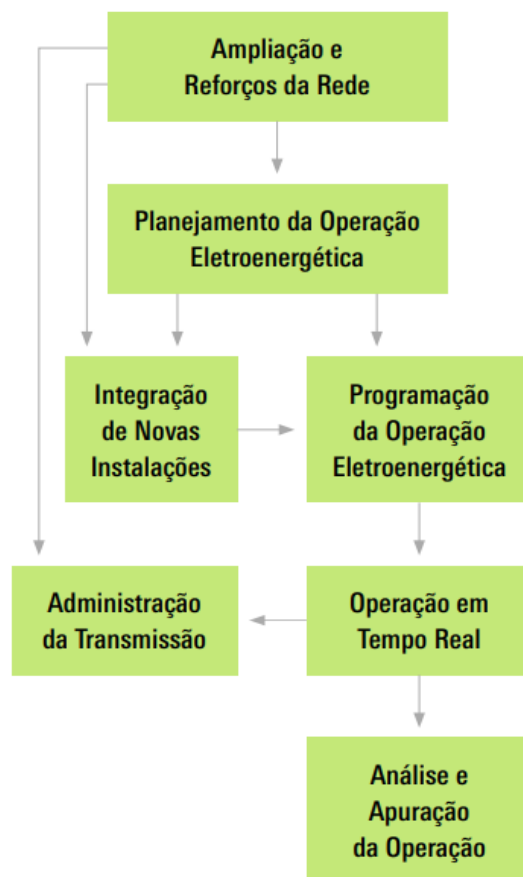 Ampliação e
Reforços da Rede
Planejamento da Operação
Eletroenergética
Integração
de Novas
Instalações
Programação
da Operação
Eletroenergética
Administração
da Transmissão
Operação em
Tempo Real
Análise e
Apuração
da Operação